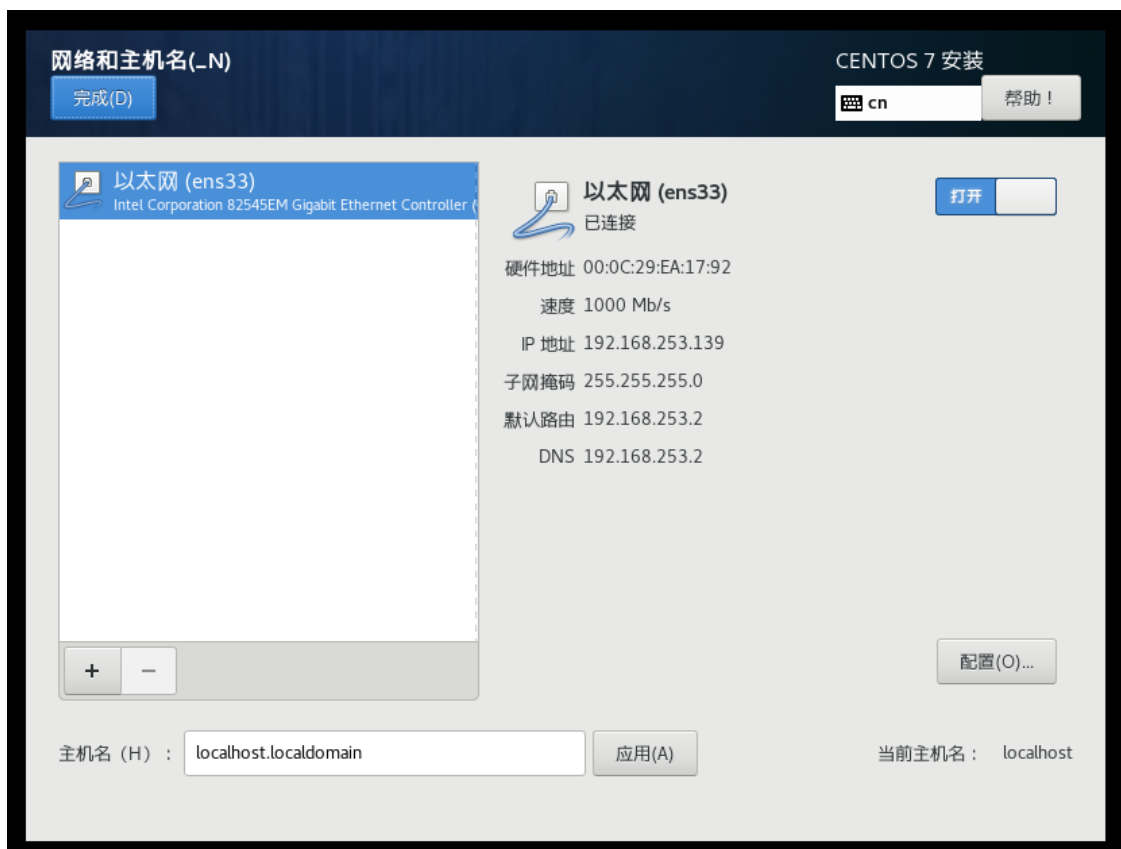 网络和主机名(_N)
完成(D)
CENTOS 7 安装
cn
帮助！
以太网 (ens33)
Intel Corporation 82545EM Gigabit Ethernet Controller (
以太网 (ens33)
已连接
打开
硬件地址 00:0C:29:EA:17:92
速度 1000 Mb/s
IP 地址 192.168.253.139
子网掩码 255.255.255.0
默认路由 192.168.253.2
DNS 192.168.253.2
+ −
配置(O)...
主机名（H）： localhost.localdomain 应用(A) 当前主机名： localhost